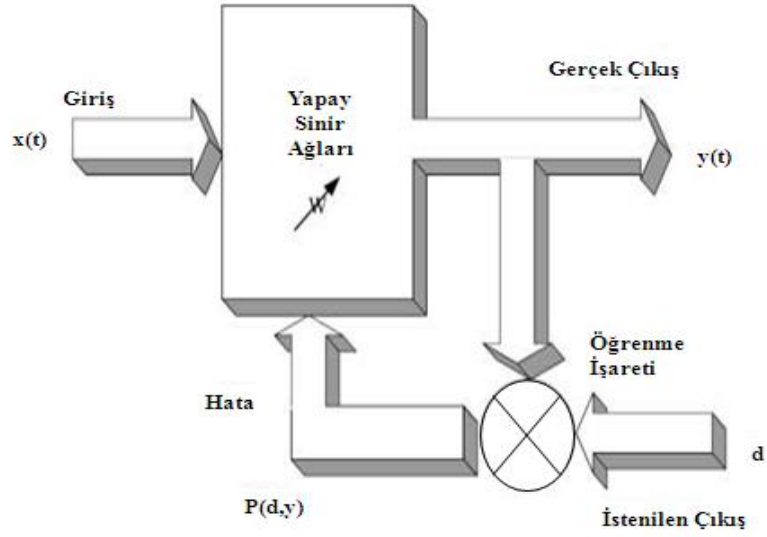 Gerçek Çıkış
Giriş
Yapay
Sinir
Ağları
x(t)
y(t)
W
Öğrenme
İşareti
Hata
d
P(d,y)
İstenilen Çıkış